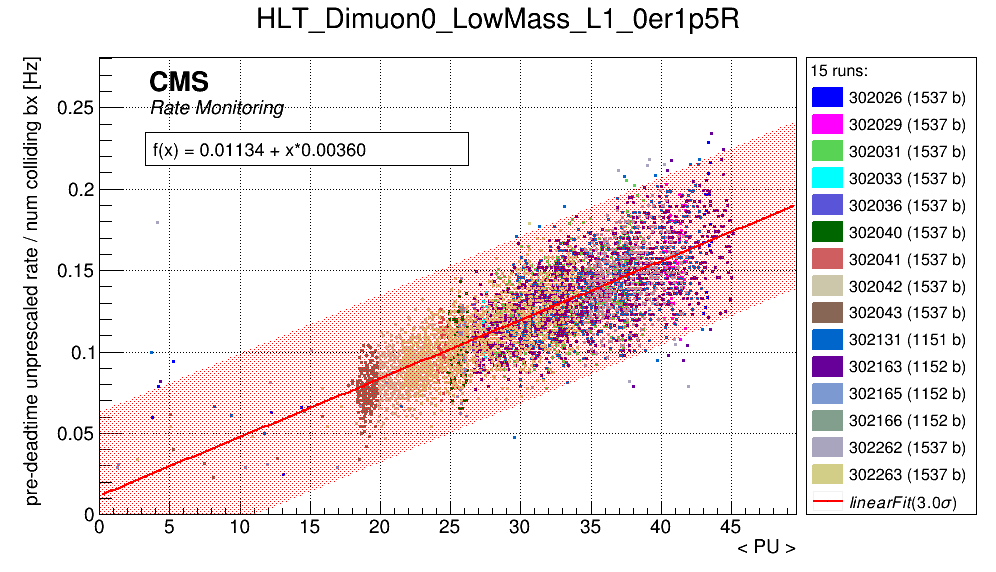 HLT_Dimuon0_LowMass_L1_0er1p5R
pre-deadtime unprescaled rate / num colliding bx [Hz]
CMS
Rate Monitoring
f(x) = 0.01134 + x*0.00360
0.25
0.2
0.15
0.1
0.05
0
0 5 10 15 20 25 30 35 40 45
< PU >
15 runs:
302026 (1537 b)
302029 (1537 b)
302031 (1537 b)
302033 (1537 b)
302036 (1537 b)
302040 (1537 b)
302041 (1537 b)
302042 (1537 b)
302043 (1537 b)
302131 (1151 b)
302163 (1152 b)
302165 (1152 b)
302166 (1152 b)
302262 (1537 b)
302263 (1537 b)
linearFit(3.0σ)